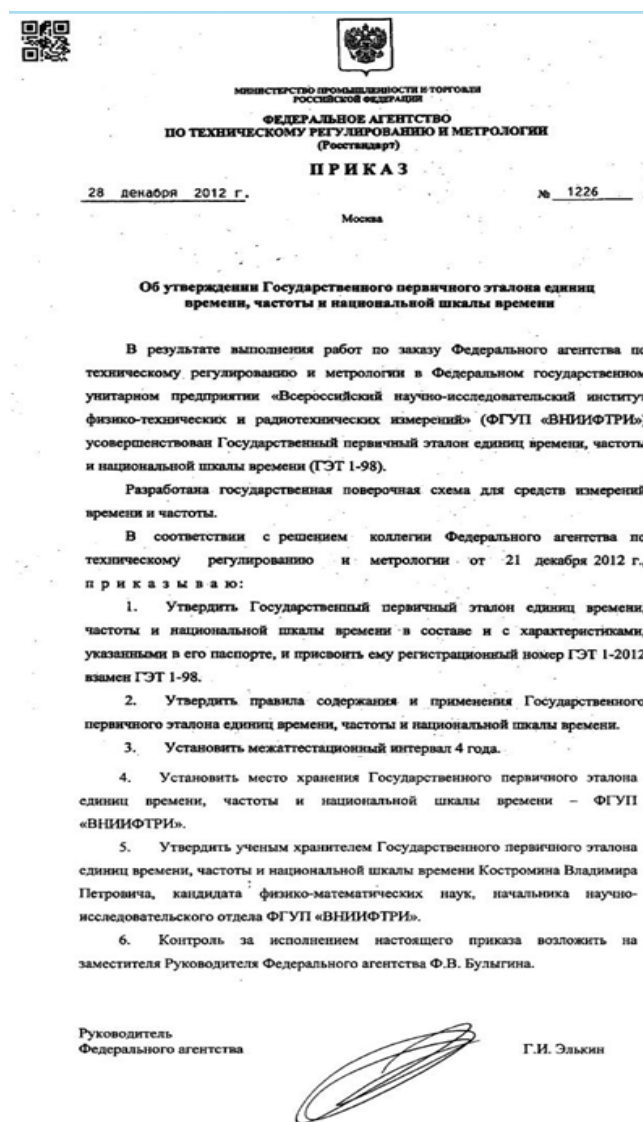 МИНИСТЕРСТВО ПРОМЫШЛЕННОСТИ И ТОРГОВЛИ
РОССИЙСКОЙ ФЕДЕРАЦИИ
ФЕДЕРАЛЬНОЕ АГЕНТСТВО
ПО ТЕХНИЧЕСКОМУ РЕГУЛИРОВАНИЮ И МЕТРОЛОГИИ
(Росстандарт)
ПРИКАЗ
28 декабря 2012 г. № 1226
Москва
Об утверждении Государственного первичного эталона единиц
времени, частоты и национальной шкалы времени
В результате выполнения работ по заказу Федерального агентства по
техническому регулированию и метрологии в Федеральном государственном
унитарном предприятии «Всероссийский научно-исследовательский институт
физико-технических и радиотехнических измерений» (ФГУП «ВНИИФТРИ»)
усовершенствован Государственный первичный эталон единиц времени, частоты
и национальной шкалы времени (ГЭТ 1-98).
Разработана государственная поверочная схема для средств измерений
времени и частоты.
В соответствии с решением коллегии Федерального агентства по
техническому регулированию и метрологии от 21 декабря 2012 г.,
п р и к а з ы в а ю:
1. Утвердить Государственный первичный эталон единиц времени,
частоты и национальной шкалы времени в составе и с характеристиками,
указанными в его паспорте, и присвоить ему регистрационный номер ГЭТ 1-2012
взамен ГЭТ 1-98.
2. Утвердить правила содержания и применения Государственного
первичного эталона единиц времени, частоты и национальной шкалы времени.
3. Установить межаттестационный интервал 4 года.
4. Установить место хранения Государственного первичного эталона
единиц времени, частоты и национальной шкалы времени – ФГУП
«ВНИИФТРИ».
5. Утвердить ученым хранителем Государственного первичного эталона
единиц времени, частоты и национальной шкалы времени Костромина Владимира
Петровича, кандидата физико-математических наук, начальника научно-
исследовательского отдела ФГУП «ВНИИФТРИ».
6. Контроль за исполнением настоящего приказа возложить на
заместителя Руководителя Федерального агентства Ф.В. Булыгина.
Руководитель
Федерального агентства Г.И. Элькин